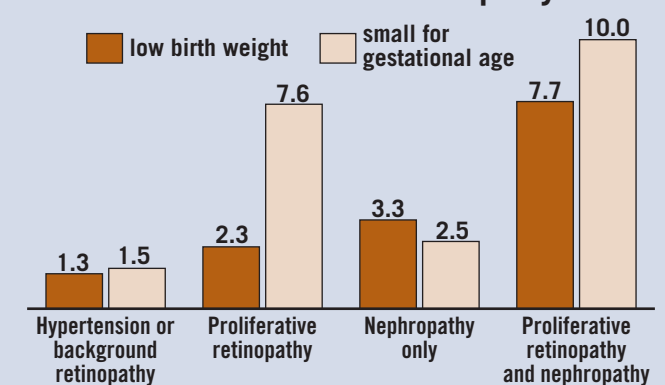 low birth weight
small for
gestational age
1.3
1.5
2.3
7.6
3.3
2.5
7.7
10.0
Hypertension or
background
retinopathy
Proliferative
retinopathy
Nephropathy
only
Proliferative
retinopathy
and nephropathy